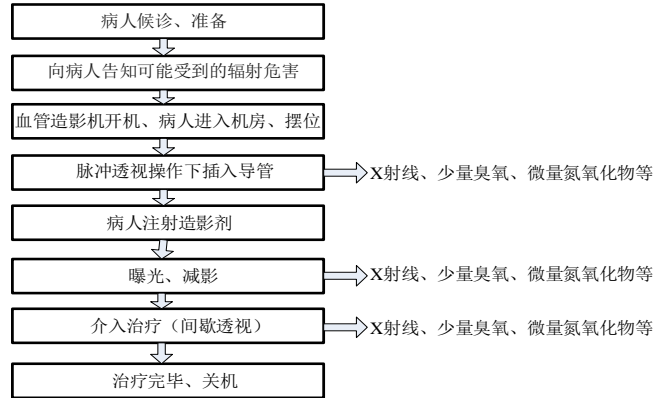 病人候诊、准备
向病人告知可能受到的辐射危害
血管造影机开机、病人进入机房、摆位
脉冲透视操作下插入导管
X射线、少量臭氧、微量氮氧化物等
病人注射造影剂
曝光、减影
X射线、少量臭氧、微量氮氧化物等
介入治疗（间歇透视）
X射线、少量臭氧、微量氮氧化物等
治疗完毕、关机